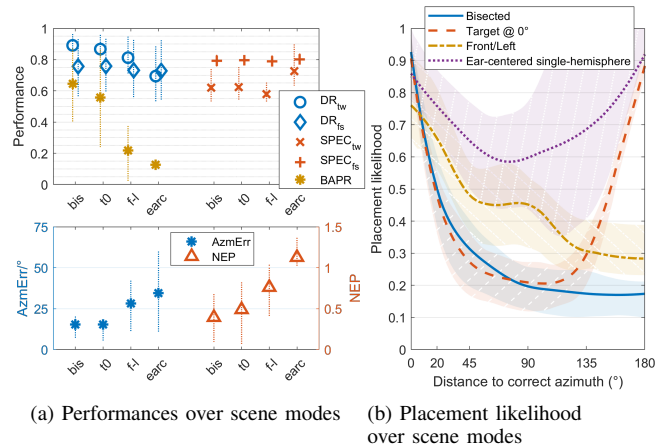 1
0.8
0.6
0.4
0.2
0
Performance
bis
t0
f-l
earc
bis
t0
f-l
earc
DR_tw
DR_fs
SPEC_tw
SPEC_fs
BAPR
75
50
25
0
AzmErr/°
AzmErr
NEP
1.5
1
0.5
0
NEP
bis
t0
f-l
earc
bis
t0
f-l
earc
(a) Performances over scene modes
Bisected
Target @ 0°
Front/Left
Ear-centered single-hemisphere
1
0.9
0.8
0.7
0.6
0.5
0.4
0.3
0.2
0.1
0
Placement likelihood
0 20 45 90 135 180
Distance to correct azimuth (°)
(b) Placement likelihood
over scene modes